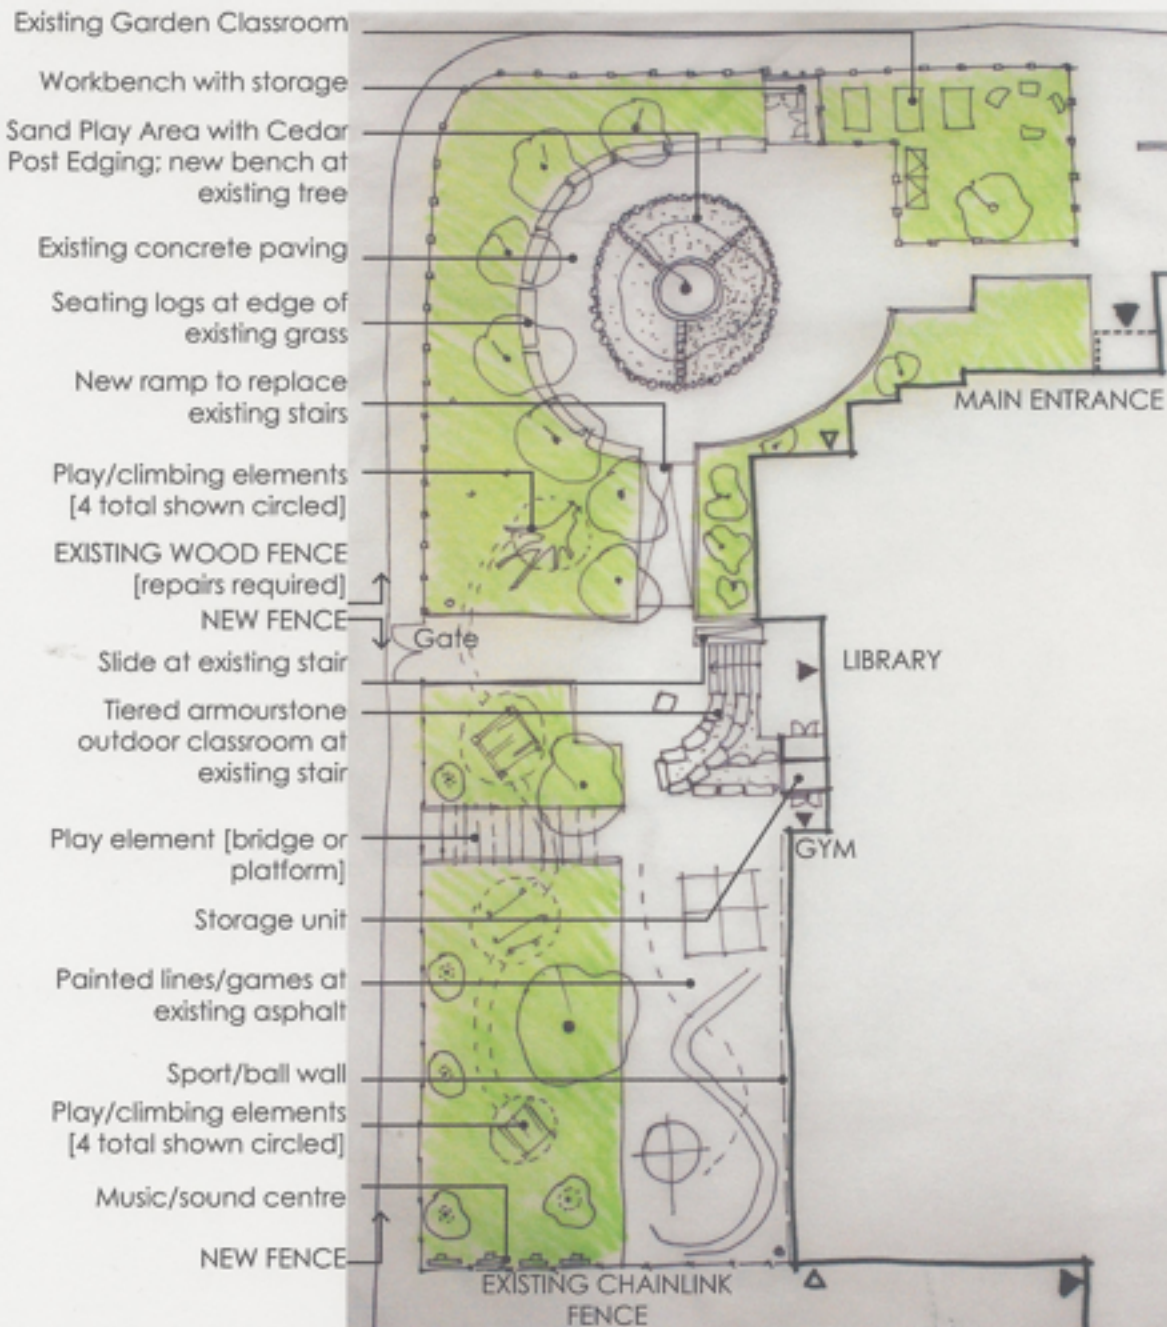 Existing Garden Classroom
Workbench with storage
Sand Play Area with Cedar
Post Edging; new bench at
existing tree
Existing concrete paving
Seating logs at edge of
existing grass
New ramp to replace
existing stairs
Play/climbing elements
[4 total shown circled]
EXISTING WOOD FENCE
[repairs required]
NEW FENCE
Slide at existing stair
Tiered armourstone
outdoor classroom at
existing stair
Play element [bridge or
platform]
Storage unit
Painted lines/games at
existing asphalt
Sport/ball wall
Play/climbing elements
[4 total shown circled]
Music/sound centre
NEW FENCE
MAIN ENTRANCE
Gate
LIBRARY
GYM
EXISTING CHAINLINK
FENCE